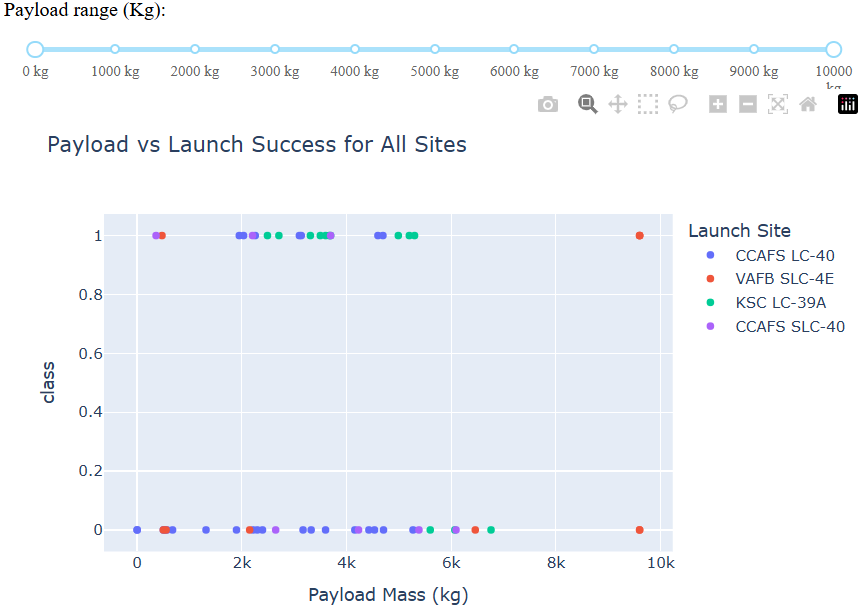 Payload range (Kg):
0 kg 1000 kg 2000 kg 3000 kg 4000 kg 5000 kg 6000 kg 7000 kg 8000 kg 9000 kg 10000
kg
Payload vs Launch Success for All Sites
Launch Site
CCAFS LC-40
VAFB SLC-4E
KSC LC-39A
CCAFS SLC-40
class
1
0.8
0.6
0.4
0.2
0
0 2k 4k 6k 8k 10k
Payload Mass (kg)